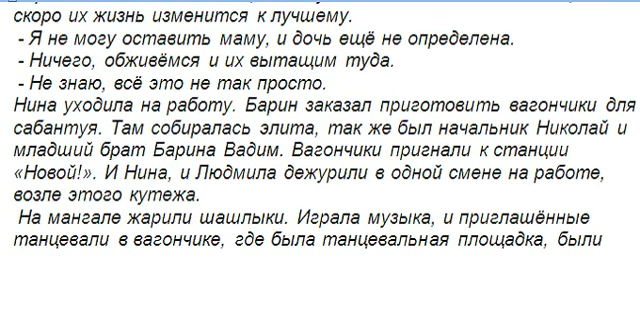 скоро их жизнь изменится к лучшему.
- Я не могу оставить маму, и дочь ещё не определена.
- Ничего, обживёмся и их вытащим туда.
- Не знаю, всё это не так просто.
Нина уходила на работу. Барин заказал приготовить вагончики для
сабантуя. Там собиралась элита, так же был начальник Николай и
младший брат Барина Вадим. Вагончики пригнали к станции
«Новой!». И Нина, и Людмила дежурили в одной смене на работе,
возле этого кутежа.
На мангале жарили шашлыки. Играла музыка, и приглашённые
танцевали в вагончике, где была танцевальная площадка, были